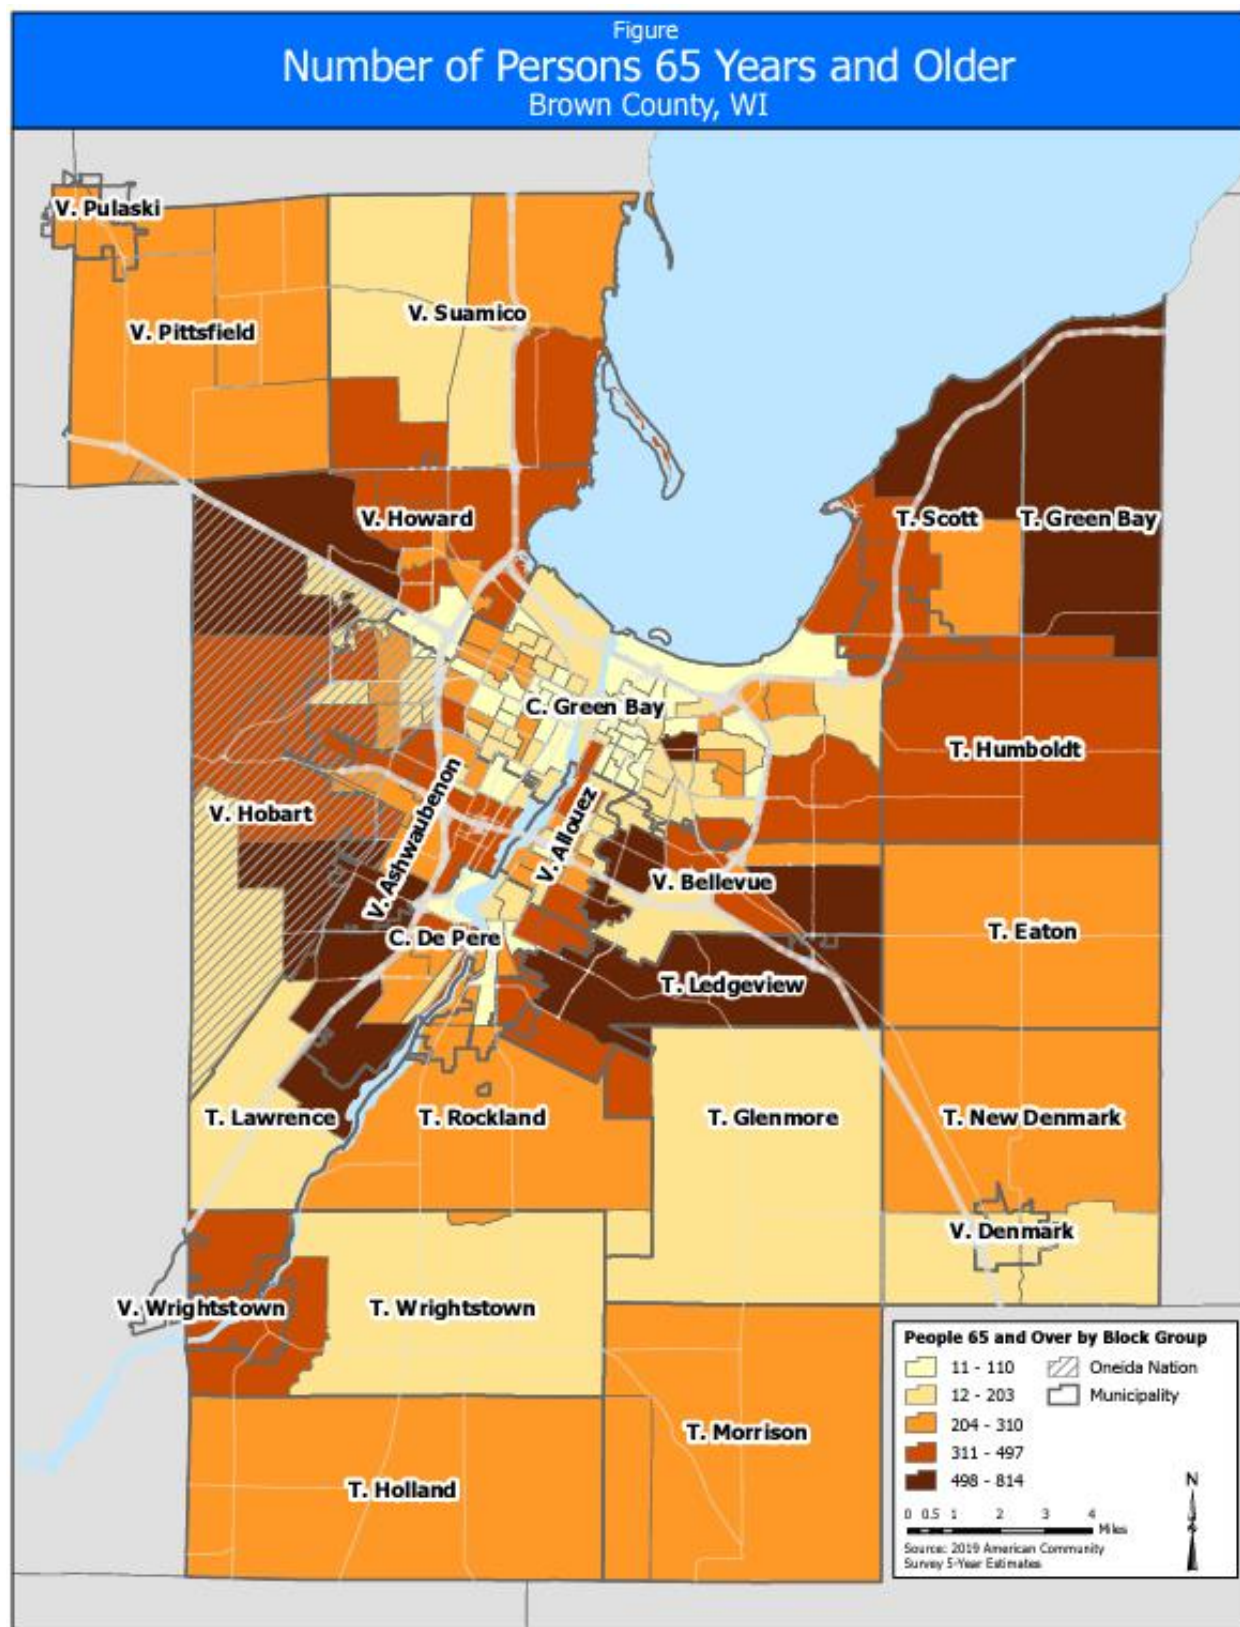 Figure
Number of Persons 65 Years and Older
Brown County, WI
V. Pulaski
V. Suamico
V. Pittsfield
V. Howard
T. Scott
T. Green Bay
C. Green Bay
T. Humboldt
V. Hobart
V. Ashwaubenon
V. Allouez
V. Bellevue
C. De Pere
T. Eaton
T. Ledgeview
T. Lawrence
T. Rockland
T. Glenmore
T. New Denmark
V. Denmark
V. Wrightstown
T. Wrightstown
T. Morrison
T. Holland
People 65 and Over by Block Group
11 - 110
Oneida Nation
12 - 203
Municipality
204 - 310
311 - 497
498 - 814
N
0 0.5 1 2 3 4
Miles
Source: 2019 American Community
Survey 5-Year Estimates